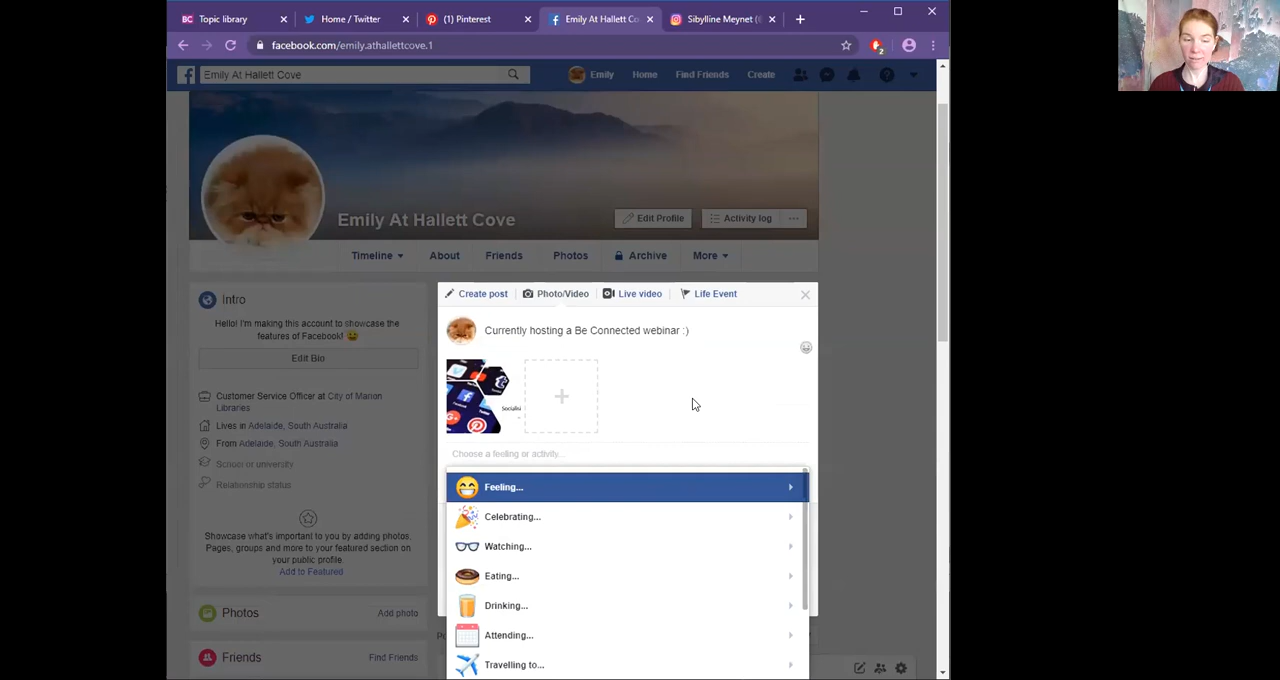 Topic library
Home / Twitter
(1) Pinterest
Emily At Hallett Co
Sibylline Meynet (
facebook.com/emily.athallettcove.1
2
Emily At Hallett Cove
Emily
Home
Find Friends
Create
Emily At Hallett Cove
Edit Profile
Activity log
Timeline
About
Friends
Photos
Archive
More
Intro
Hello! I'm making this account to showcase the
features of Facebook!
Edit Bio
Customer Service Officer at City of Marion
Libraries
Lives in Adelaide, South Australia
From Adelaide, South Australia
School or university
Relationship status
Showcase what's important to you by adding photos,
Pages, groups and more to your featured section on
your public profile.
Add to Featured
Photos
Add photo
Friends
Find Friends
Create post
Photo/Video
Live video
Life Event
Currently hosting a Be Connected webinar :)
Choose a feeling or activity...
Feeling...
Celebrating...
Watching...
Eating...
Drinking...
Attending...
Travelling to...